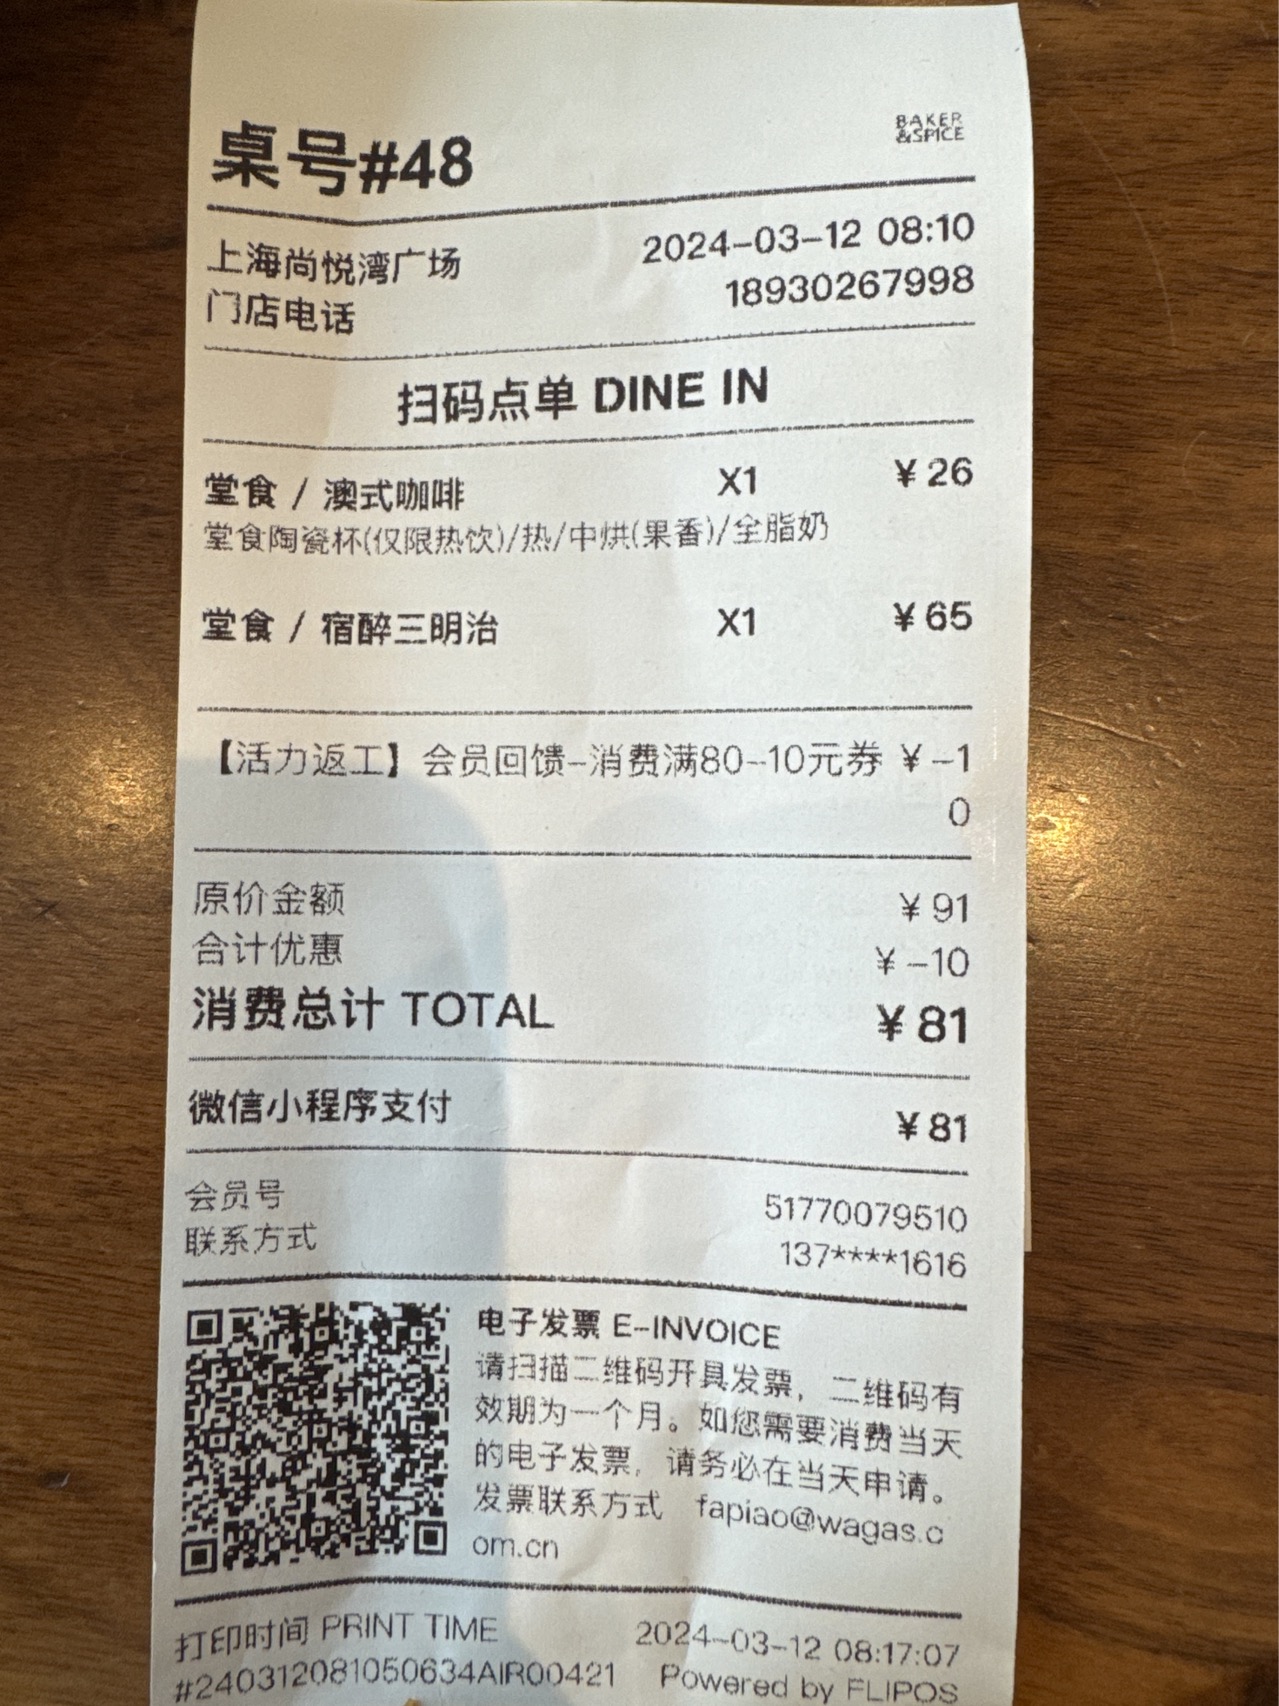 BAKER
&SPICE
桌号#48
上海尚悦湾广场 2024-03-12 08:10
门店电话 18930267998
扫码点单 DINE IN
堂食 / 澳式咖啡 X1 ¥26
堂食陶瓷杯(仅限热饮)/热/中烘(果香)/全脂奶
堂食 / 宿醉三明治 X1 ¥65
【活力返工】会员回馈-消费满80-10元券 ¥-1
0
原价金额 ¥91
合计优惠 ¥-10
消费总计 TOTAL ¥81
微信小程序支付 ¥81
会员号 51770079510
联系方式 137****1616
电子发票 E-INVOICE
请扫描二维码开具发票，二维码有
效期为一个月。如您需要消费当天
的电子发票，请务必在当天申请。
发票联系方式 fapiao@wagas.c
om.cn
打印时间 PRINT TIME 2024-03-12 08:17:07
#240312081050634AIR00421 Powered by FLIPOS